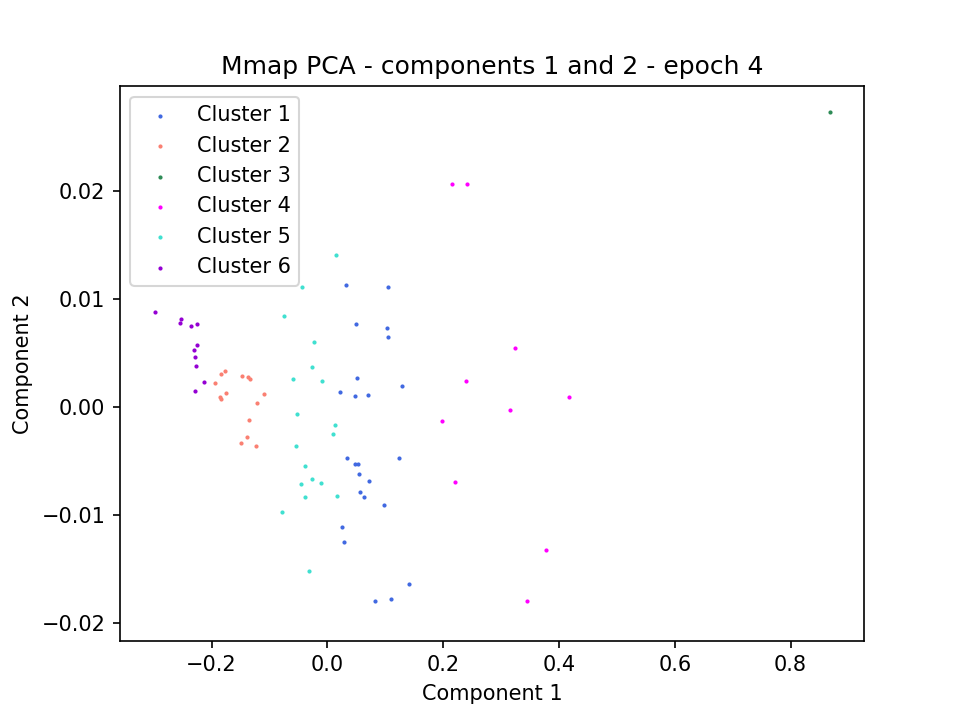 Mmap PCA - components 1 and 2 - epoch 4
Cluster 1
Cluster 2
Cluster 3
Cluster 4
Cluster 5
Cluster 6
0.02
0.01
0.00
−0.01
−0.02
Component 2
−0.2
0.0
0.2
0.4
0.6
0.8
Component 1